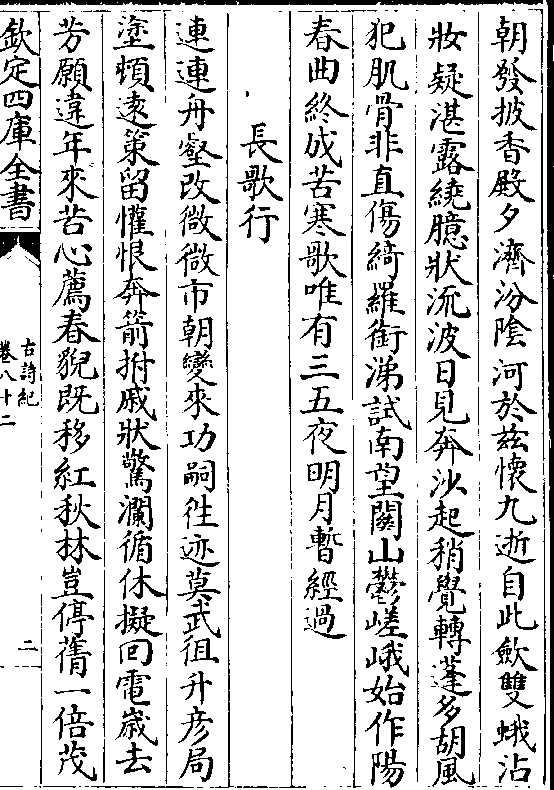 朝發披香殿夕濟汾陰河於兹懷九逝自此歛雙蛾沾
妝疑湛露繞臆狀流波日見奔沙起稍覺轉蓬多胡風
犯肌骨非直傷綺羅銜涕試南望關山鬱嵯峨始作陽
春曲終成苦寒歌唯有三五夜明月暫經過
長歌行
連連舟壑改微微市朝變來功嗣徃迹莫武徂升彦局
塗頓逺策留懽恨奔箭拊戚狀驚瀾循休擬回電歳去
芳願違年來苦心薦春貎既移紅秋林豈停蒨一倍茂
欽定四庫全書
古詩紀
卷八十二
二